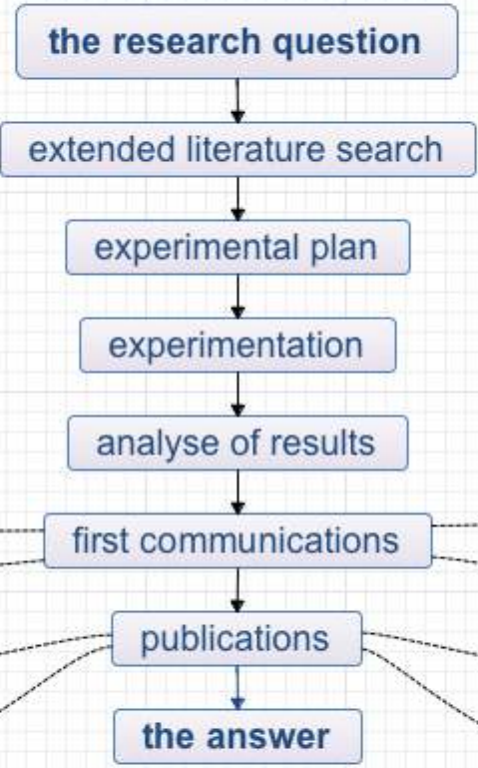 the research question
extended literature search
experimental plan
experimentation
analyse of results
first communications
publications
the answer